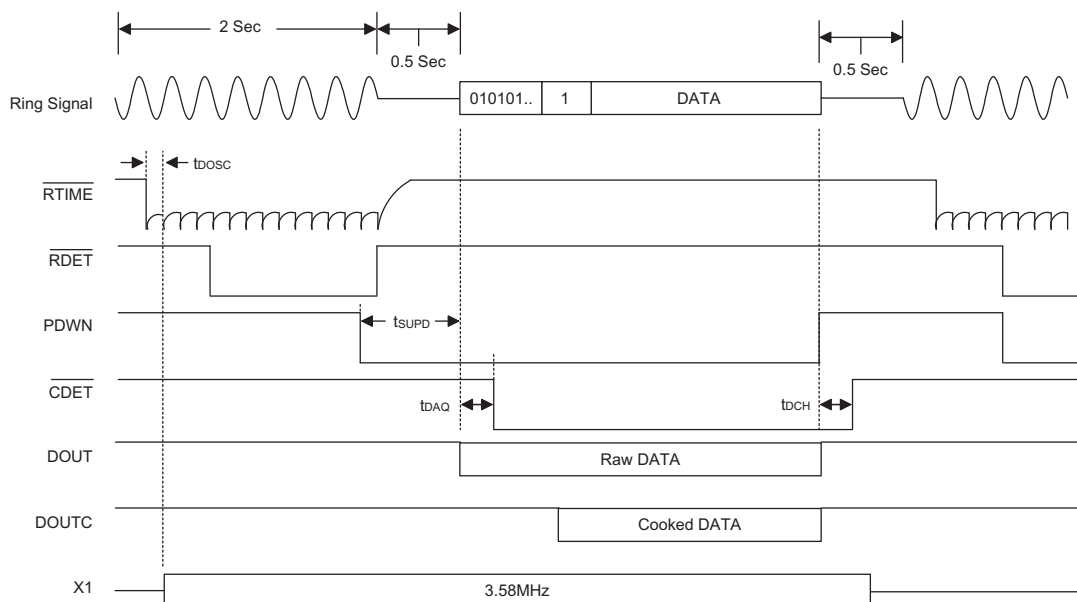 2 Sec
0.5 Sec
0.5 Sec
Ring Signal
010101.. 1 DATA
tDOSC
RTIME
RDET
PDWN
tSUPD
CDET
tDAQ
tDCH
DOUT
Raw DATA
DOUTC
Cooked DATA
X1
3.58MHz